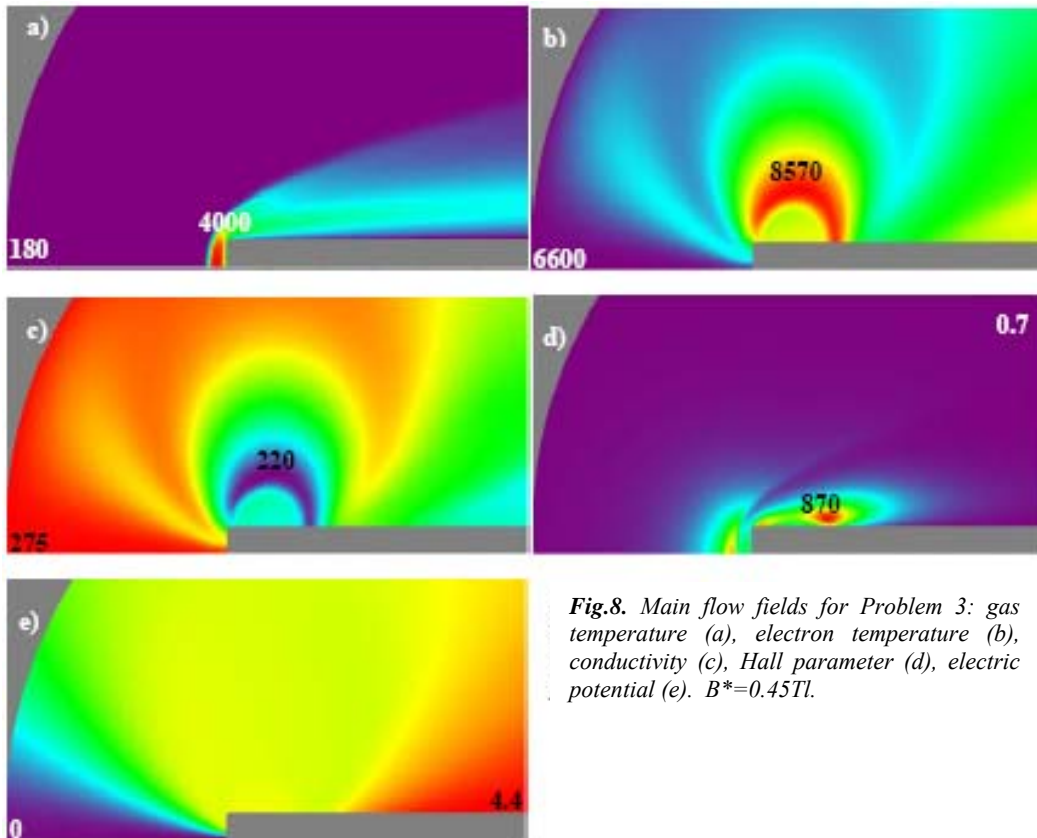 a)
4000
180
b)
8570
6600
c)
220
275
d)
0.7
870
e)
4.4
0
Fig.8. Main flow fields for Problem 3: gas
temperature (a), electron temperature (b),
conductivity (c), Hall parameter (d), electric
potential (e). B*=0.45Tl.